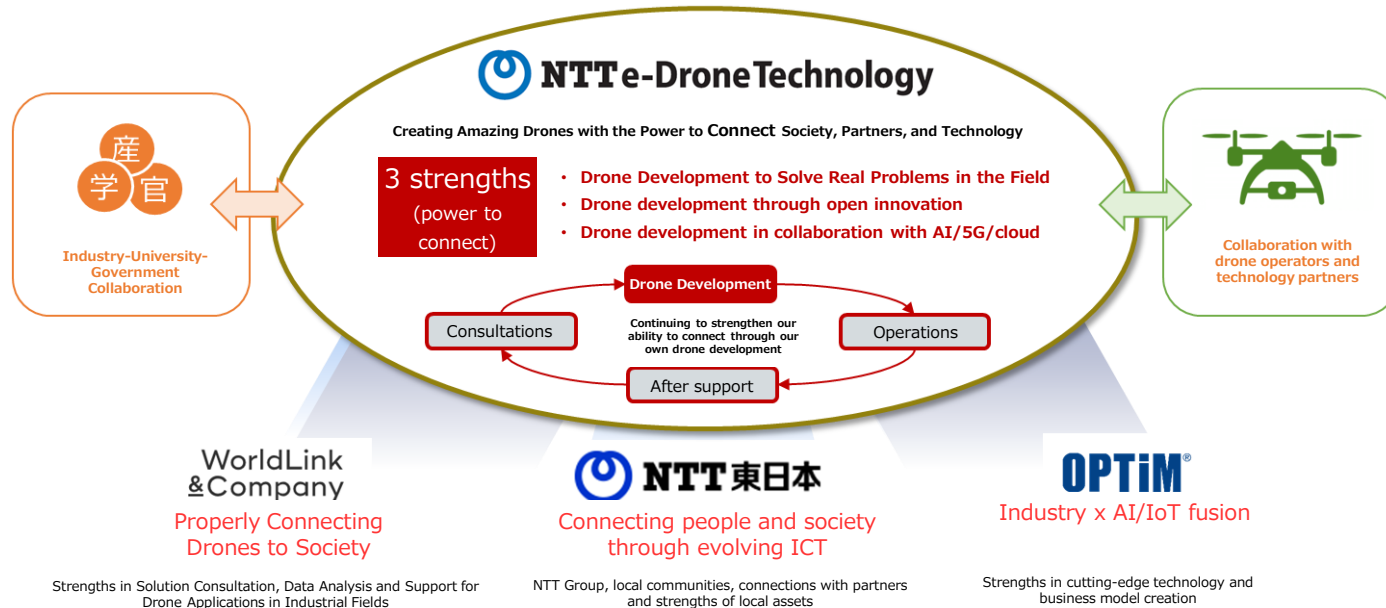 NTT e-Drone Technology
Creating Amazing Drones with the Power to Connect Society, Partners, and Technology
3 strengths
(power to
connect)
• Drone Development to Solve Real Problems in the Field
• Drone development through open innovation
• Drone development in collaboration with AI/5G/cloud
産
学 官
Industry-University-
Government
Collaboration
Collaboration with
drone operators and
technology partners
Drone Development
Consultations
Continuing to strengthen our
ability to connect through our
own drone development
Operations
After support
WorldLink
&Company
Properly Connecting
Drones to Society
Strengths in Solution Consultation, Data Analysis and Support for
Drone Applications in Industrial Fields
NTT東日本
Connecting people and society
through evolving ICT
NTT Group, local communities, connections with partners
and strengths of local assets
OPTiM®
Industry x AI/IoT fusion
Strengths in cutting-edge technology and
business model creation